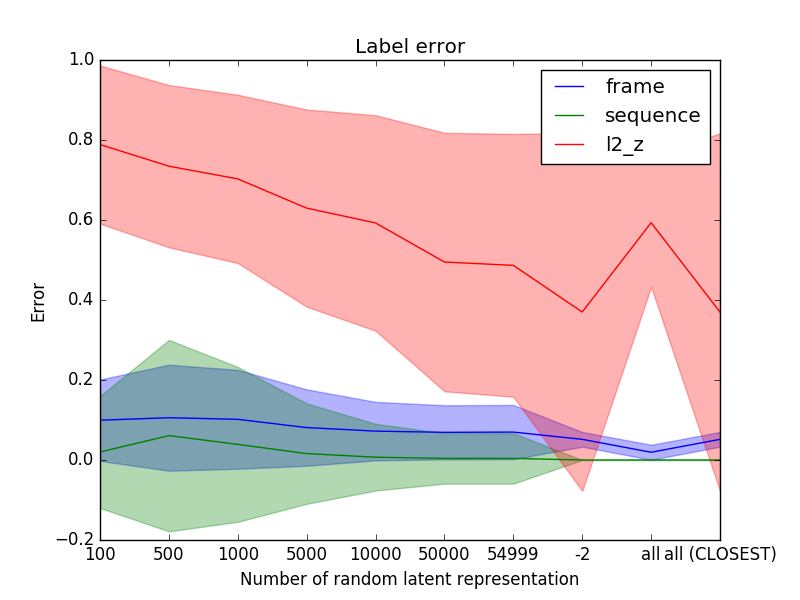 Label error
1.0
0.8
0.6
0.4
0.2
0.0
−0.2
Error
frame
sequence
l2_z
100 500 1000 5000 10000 50000 54999 -2 all all (CLOSEST)
Number of random latent representation